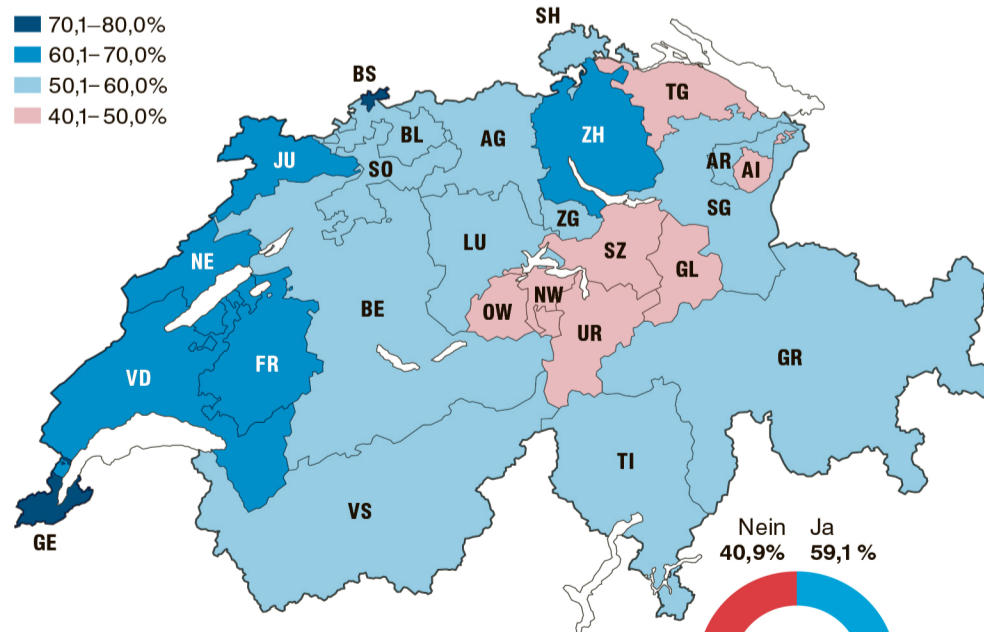 70,1–80,0%
60,1–70,0%
50,1–60,0%
40,1–50,0%
SH
BS
TG
BL
AG
ZH
JU
SO
AR
AI
SG
ZG
LU
SZ
NE
GL
NW
OW
BE
UR
GR
FR
VD
TI
VS
GE
Nein Ja
40,9% 59,1 %